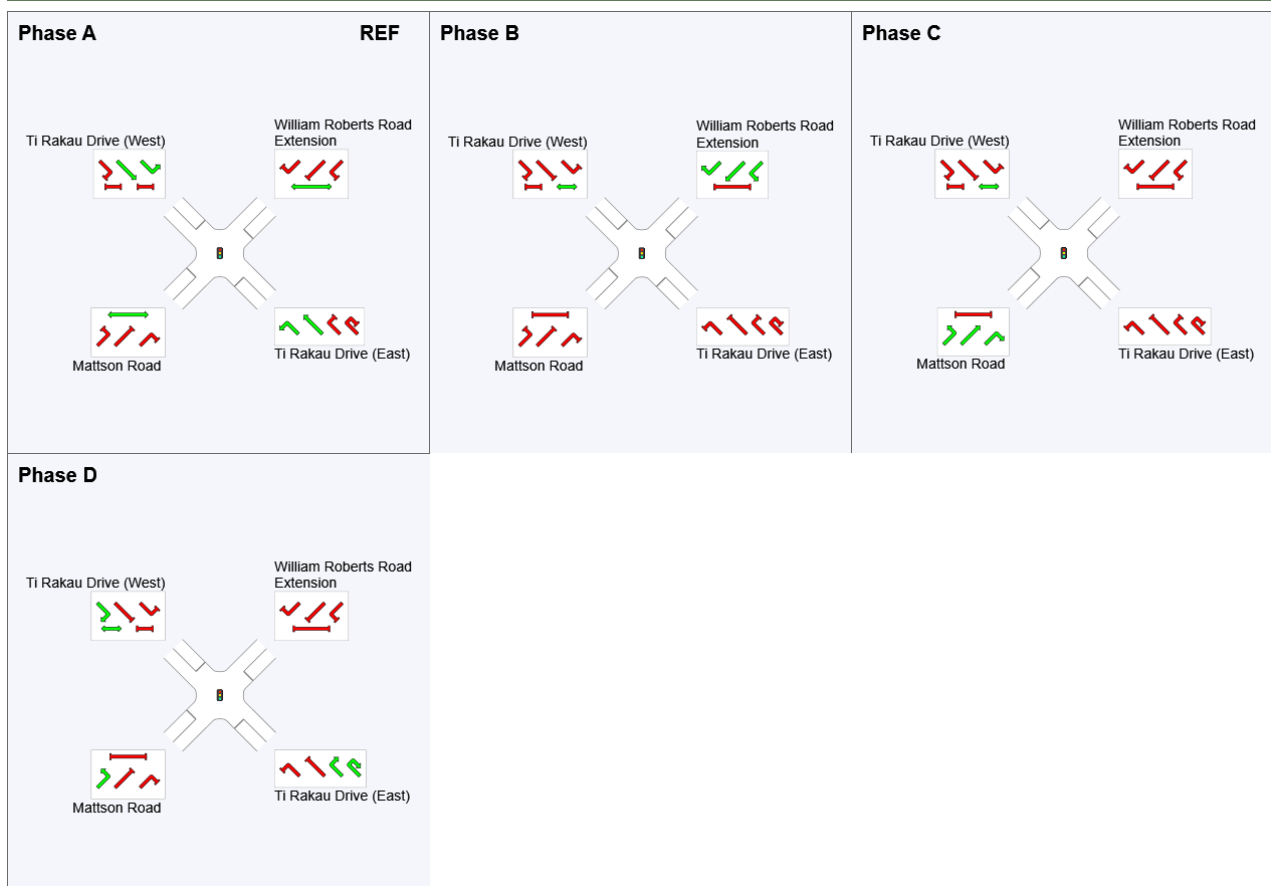 Phase A
REF
Ti Rakau Drive (West)
William Roberts Road
Extension
Mattson Road
Ti Rakau Drive (East)
Phase B
Ti Rakau Drive (West)
William Roberts Road
Extension
Mattson Road
Ti Rakau Drive (East)
Phase C
Ti Rakau Drive (West)
William Roberts Road
Extension
Mattson Road
Ti Rakau Drive (East)
Phase D
Ti Rakau Drive (West)
William Roberts Road
Extension
Mattson Road
Ti Rakau Drive (East)